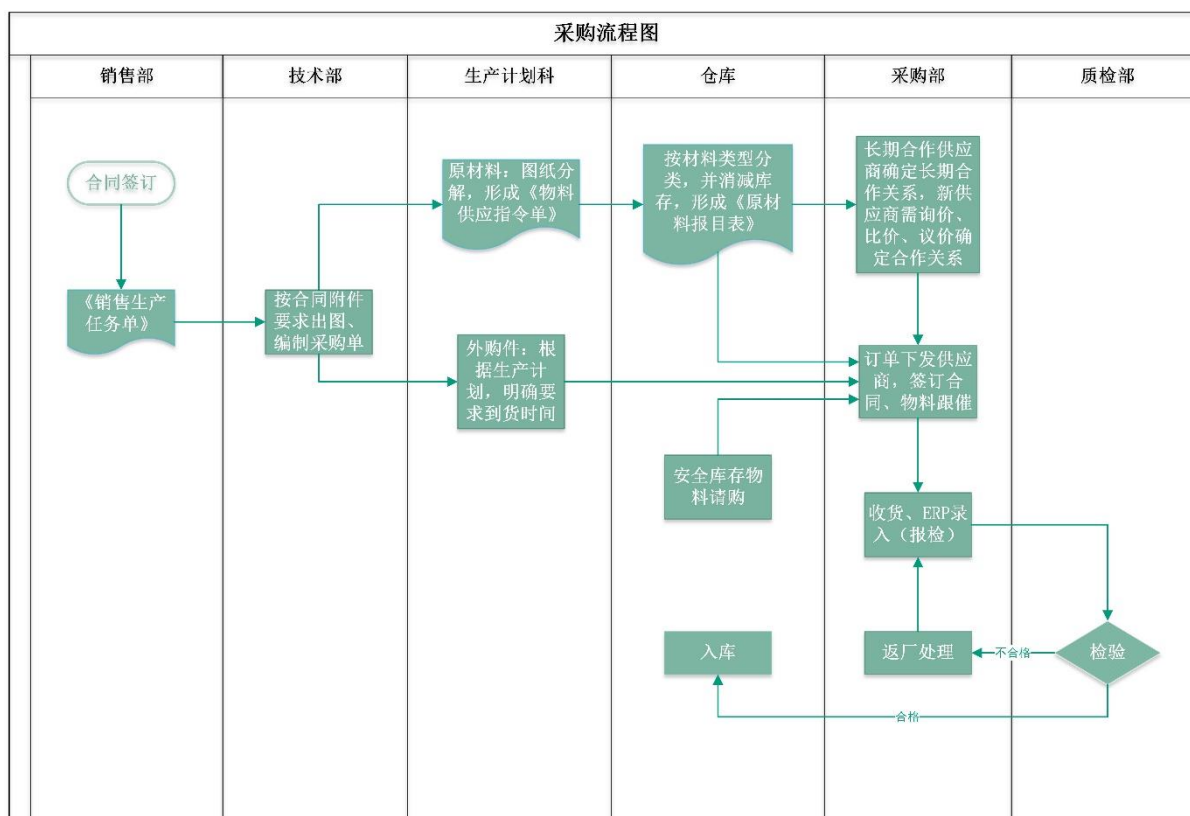 采购流程图
销售部
技术部
生产计划科
仓库
采购部
质检部
合同签订
《销售生产
任务单》
按合同附件
要求出图、
编制采购单
原材料：图纸分
解，形成《物料
供应指令单》
外购件：根
据生产计
划，明确要
求到货时间
按材料类型分
类，并消减库
存，形成《原材
料报目表》
安全库存物
料请购
入库
长期合作供应
商确定长期合
作关系，新供
应商需询价、
比价、议价确
定合作关系
订单下发供应
商，签订合
同、物料跟催
收货、ERP录
入（报检）
返厂处理
不合格
检验
合格